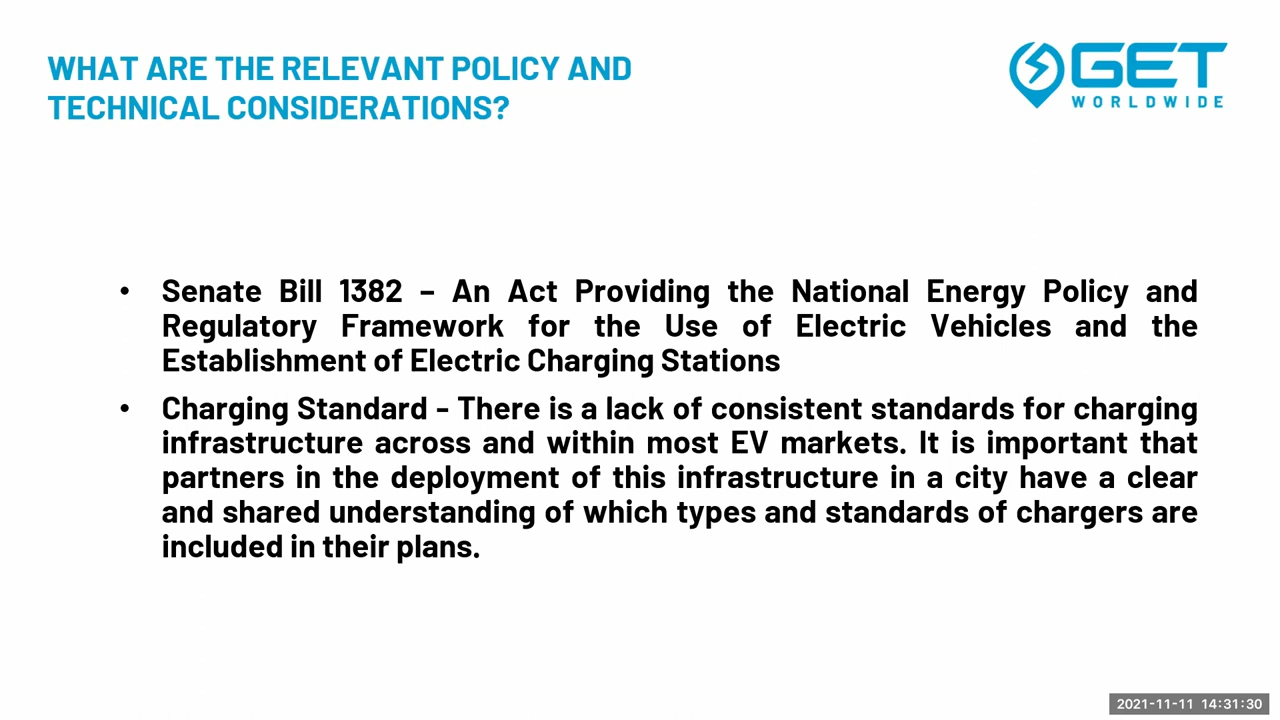 WHAT ARE THE RELEVANT POLICY AND
TECHNICAL CONSIDERATIONS?
GET
WORLDWIDE
• Senate Bill 1382 – An Act Providing the National Energy Policy and
Regulatory Framework for the Use of Electric Vehicles and the
Establishment of Electric Charging Stations
• Charging Standard - There is a lack of consistent standards for charging
infrastructure across and within most EV markets. It is important that
partners in the deployment of this infrastructure in a city have a clear
and shared understanding of which types and standards of chargers are
included in their plans.
2021-11-11 14:31:30